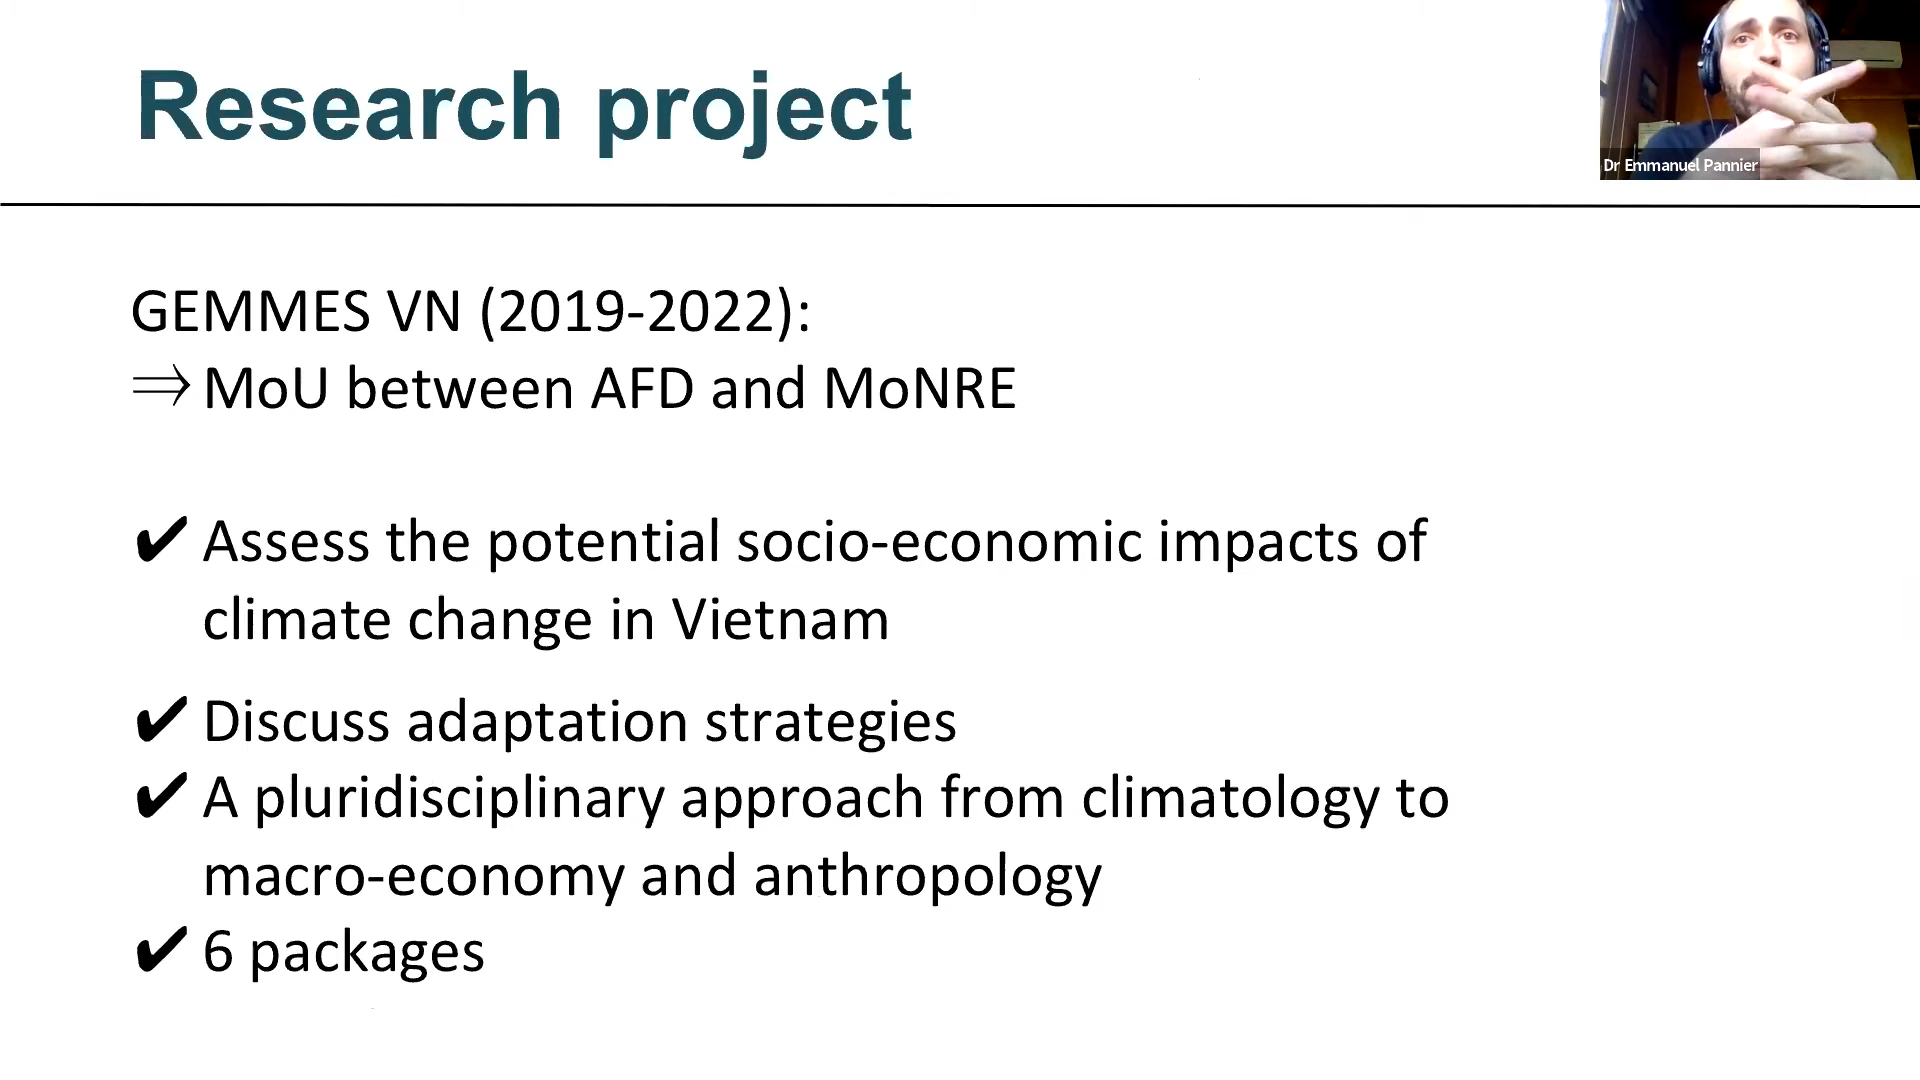 Research project
Dr Emmanuel Pannier
GEMMES VN (2019-2022):
⇒ MoU between AFD and MoNRE
✔ Assess the potential socio-economic impacts of
climate change in Vietnam
✔ Discuss adaptation strategies
✔ A pluridisciplinary approach from climatology to
macro-economy and anthropology
✔ 6 packages